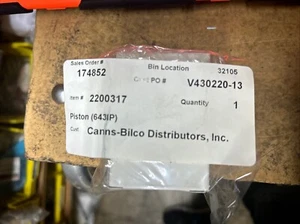 Sales Order # Bin Location 32105
174852 Cust PO # V430220-13
Item # 2200317 Quantity 1
Piston (643IP)
Cust. Canns-Bilco Distributors, Inc.